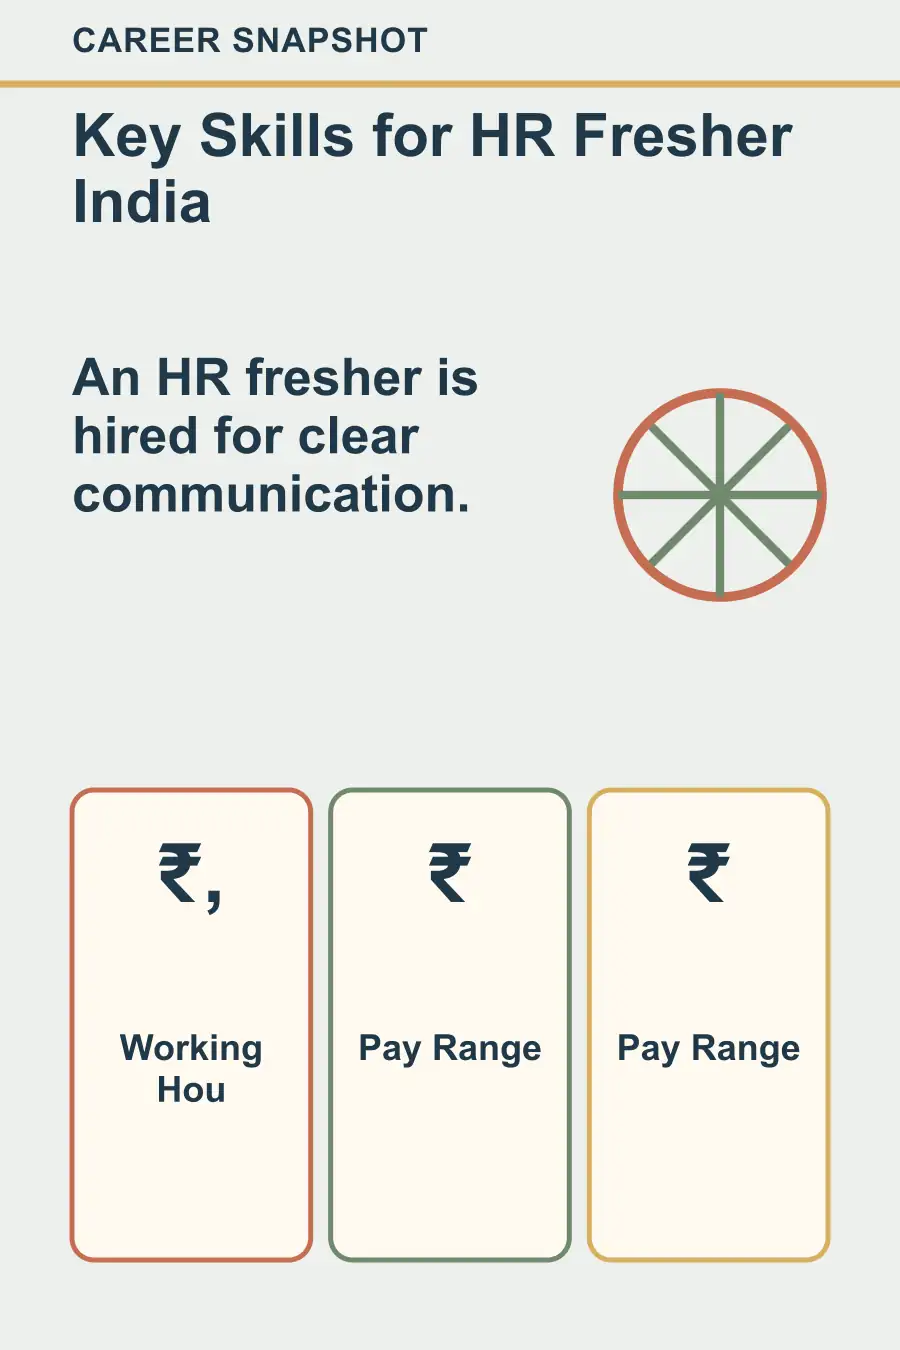 CAREER SNAPSHOT
Key Skills for HR Fresher
India
An HR fresher is
hired for clear
communication.
₹,
Working
Hou
₹
Pay Range
₹
Pay Range